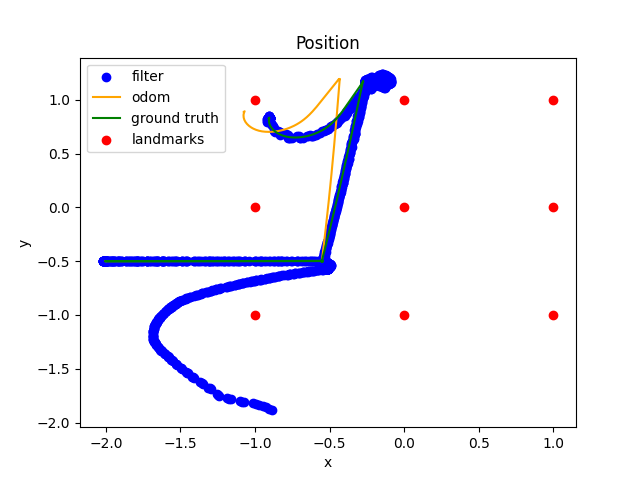 Position
filter
odom
ground truth
landmarks
1.0
0.5
0.0
−0.5
−1.0
−1.5
−2.0
y
−2.0 −1.5 −1.0 −0.5 0.0 0.5 1.0
x